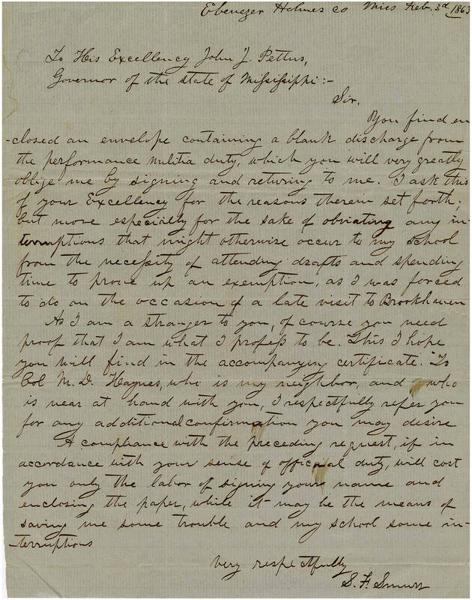 Ebenezer Holmes co Miss Feb. 3d 1863
To His Excellency John J. Pettus,
Governor of the state of Mississippi:-
Sir,
You find en
-closed an envelope containing a blank discharge from
the performance militia duty, which you will very greatly
oblige me by signing and returning to me. I ask this
of your Excellency for the reasons therein set forth;
but more especially for the sake of obviating any in-
terruptions that might otherwise occur to my school
from the necessity of attending drafts and spending
time to prove up an exemption, as I was forced
to do on the occasion of a late visit to Brookhaven
As I am a stranger to you, of course you need
proof that I am what I profess to be. This I hope
you will find in the accompanying certificate. To
Col M. D. Haynes, who is my neighbor, and who
is near at hand with you, I respectfully refer you
for any additional confirmation you may desire
A compliance with the preceding request, if in
accordance with your sense of official duty, will cost
you only the labor of signing your name and
enclosing the paper, while it may be the means of
saving me some trouble and my school some in-
-terruptions
Very respectfully
S. F.